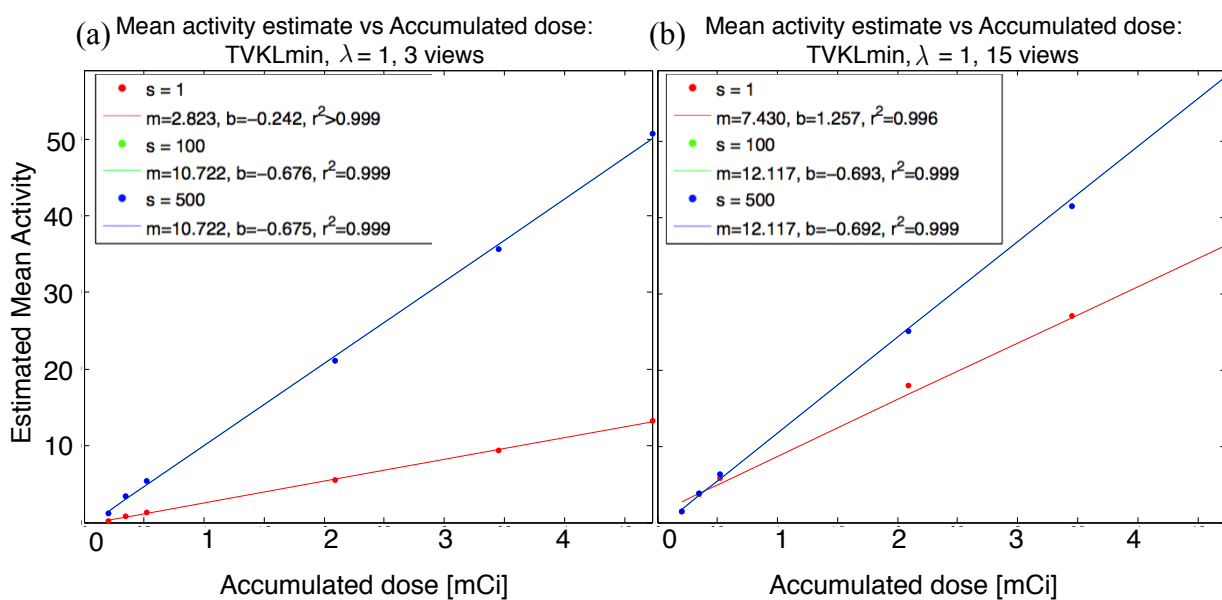 (a) Mean activity estimate vs Accumulated dose:
TVKLmin, λ = 1, 3 views
s = 1
m=2.823, b=−0.242, r²>0.999
s = 100
m=10.722, b=−0.676, r²=0.999
s = 500
m=10.722, b=−0.675, r²=0.999
Estimated Mean Activity
50
40
30
20
10
0 1 2 3 4
Accumulated dose [mCi]
(b) Mean activity estimate vs Accumulated dose:
TVKLmin, λ = 1, 15 views
s = 1
m=7.430, b=1.257, r²=0.996
s = 100
m=12.117, b=−0.693, r²=0.999
s = 500
m=12.117, b=−0.692, r²=0.999
0 1 2 3 4
Accumulated dose [mCi]